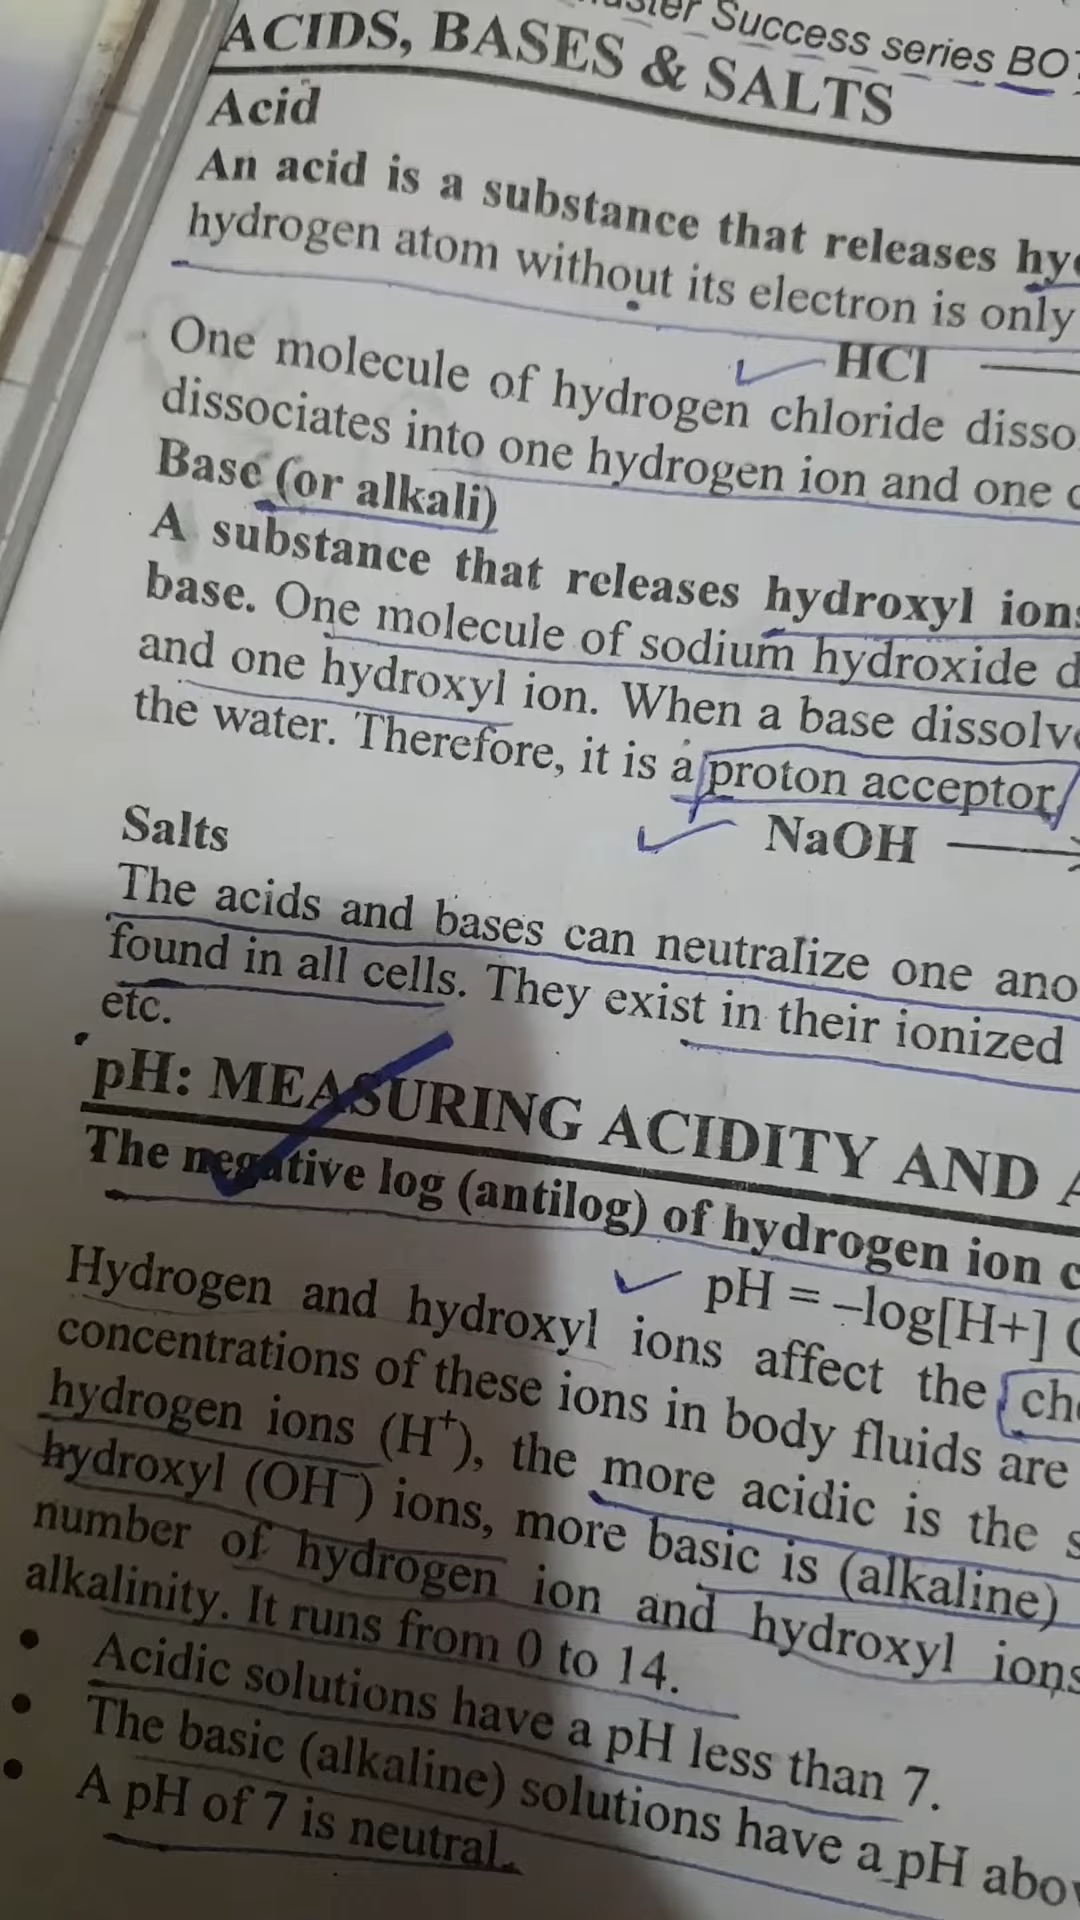 Success series
ACIDS, BASES & SALTS
Acid
An acid is a substance that releases
hydrogen atom without its electron is only
HCl
One molecule of hydrogen chloride
dissociates into one hydrogen ion and one
Base (or alkali)
A substance that releases hydroxyl
base. One molecule of sodium hydroxide
and one hydroxyl ion. When a base
the water. Therefore, it is a proton acceptor
Salts
NaOH
The acids and bases can neutralize one
found in all cells. They exist in their ionized
etc.
pH: MEASURING ACIDITY AND
The negative log (antilog) of hydrogen ion
pH = –log[H+]
Hydrogen and hydroxyl ions affect the
concentrations of these ions in body fluids are
hydrogen ions (H⁺), the more acidic is the
hydroxyl (OH⁻) ions, more basic is (alkaline)
number of hydrogen ion and hydroxyl ions
alkalinity. It runs from 0 to 14.
• Acidic solutions have a pH less than 7.
• The basic (alkaline) solutions have a pH
• A pH of 7 is neutral.